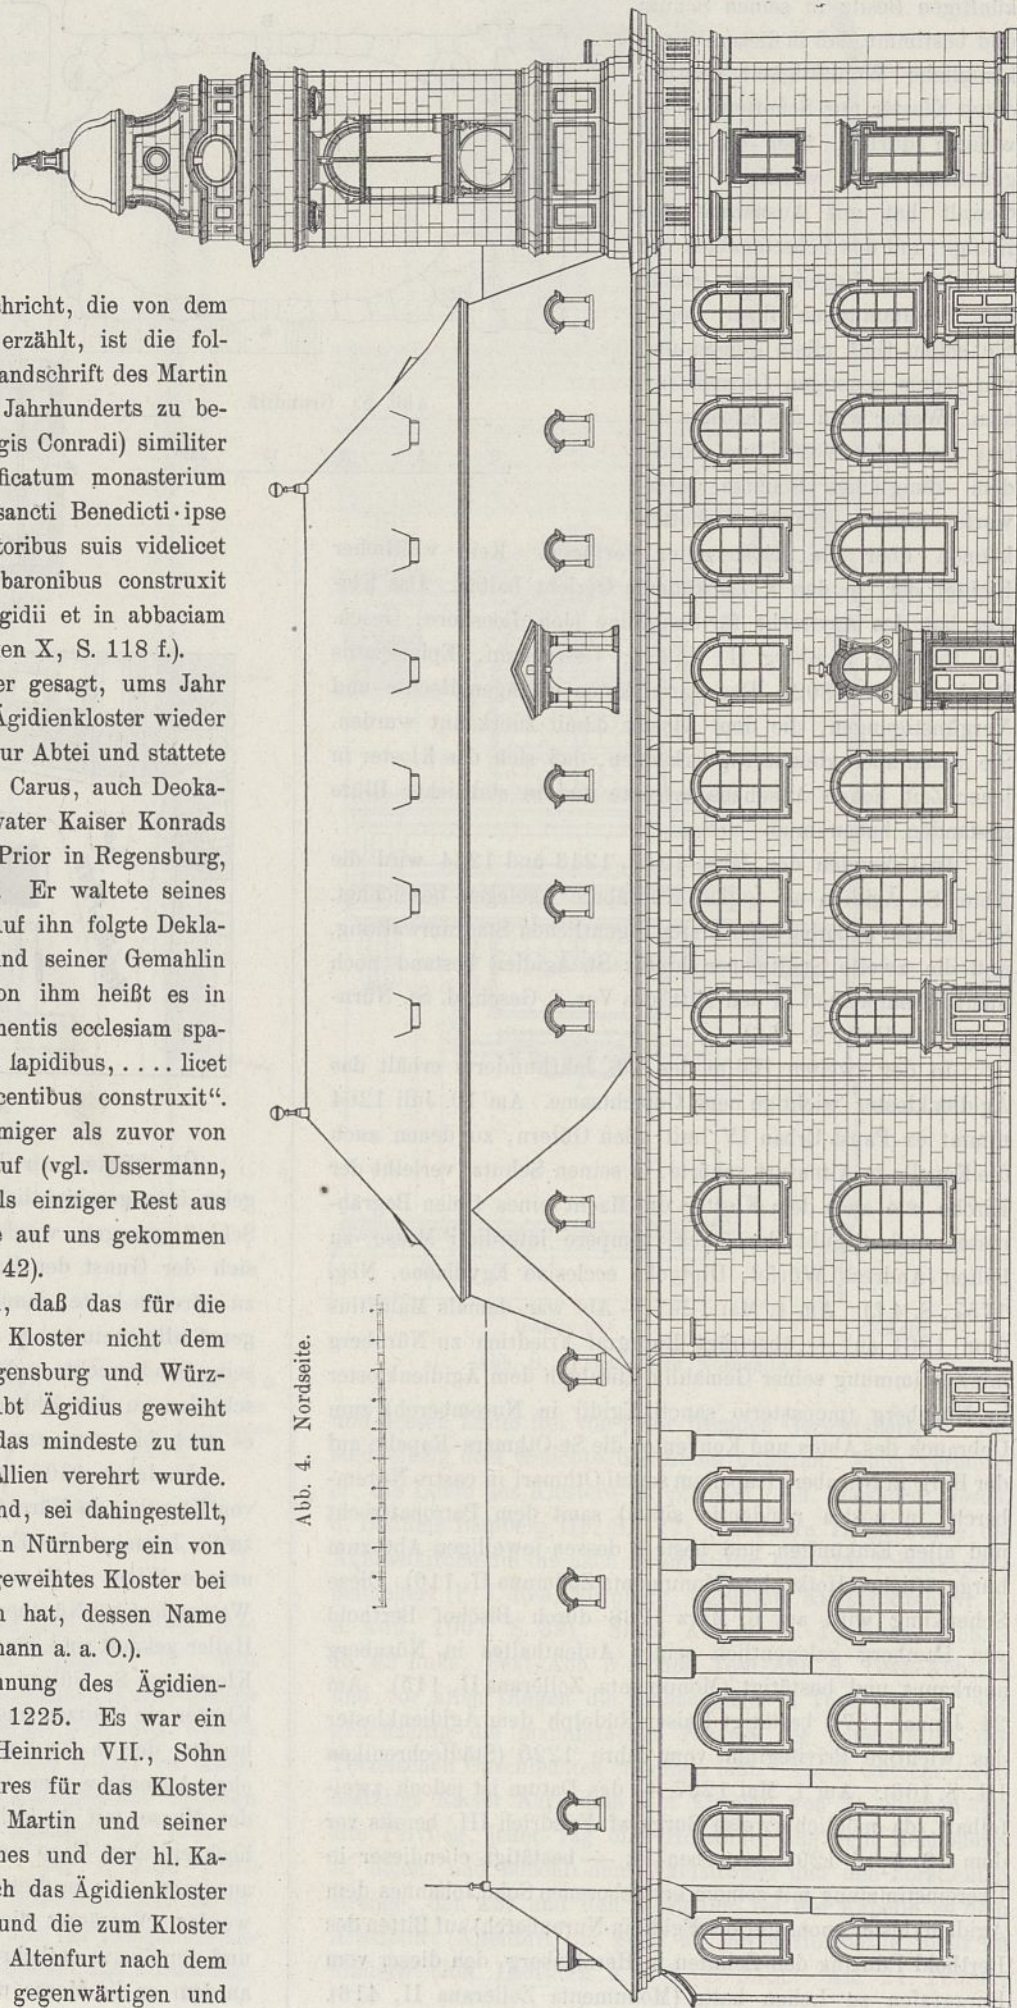 hricht, die von dem
erzählt, ist die fol-
andschrift des Martin
Jahrhunderts zu be-
gis Conradi) similiter
ficatum monasterium
sancti Benedicti · ipse
toribus suis videlicet
baronibus construxit
gidii et in abbaciam
ken X, S. 118 f.).
er gesagt, ums Jahr
Ägidienkloster wieder
ur Abtei und stattete
Carus, auch Deoka-
vater Kaiser Konrads
Prior in Regensburg,
Er waltete seines
uf ihn folgte Dekla-
nd seiner Gemahlin
on ihm heißt es in
mentis ecclesiam spa-
lapidibus, .... licet
centibus construxit“.
miger als zuvor von
uf (vgl. Ussermann,
ls einziger Rest aus
e auf uns gekommen
42).
, daß das für die
Kloster nicht dem
gensburg und Würz-
bt Ägidius geweiht
das mindeste zu tun
Allien verehrt wurde.
nd, sei dahingestellt,
in Nürnberg ein von
geweihtes Kloster bei
n hat, dessen Name
mann a. a. O.).
nnung des Ägidien-
1225. Es war ein
Heinrich VII., Sohn
res für das Kloster
Martin und seiner
nes und der hl. Ka-
ch das Ägidienkloster
und die zum Kloster
Altenfurt nach dem
gegenwärtigen und
Abb. 4. Nordseite.